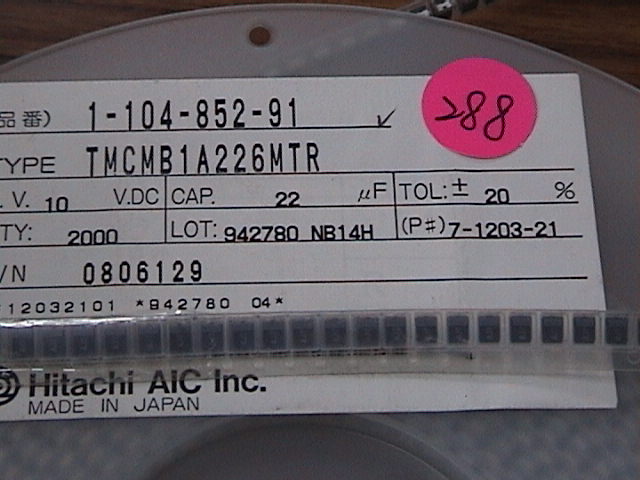 品番) 1-104-852-91
288
TYPE TMCMB1A226MTR
. V. 10 V.DC CAP. 22 μF TOL:± 20 %
TY: 2000 LOT: 942780 NB14H (P#)7-1203-21
/N 0806129
*12032101 *942780 04*
Hitachi AIC Inc.
MADE IN JAPAN